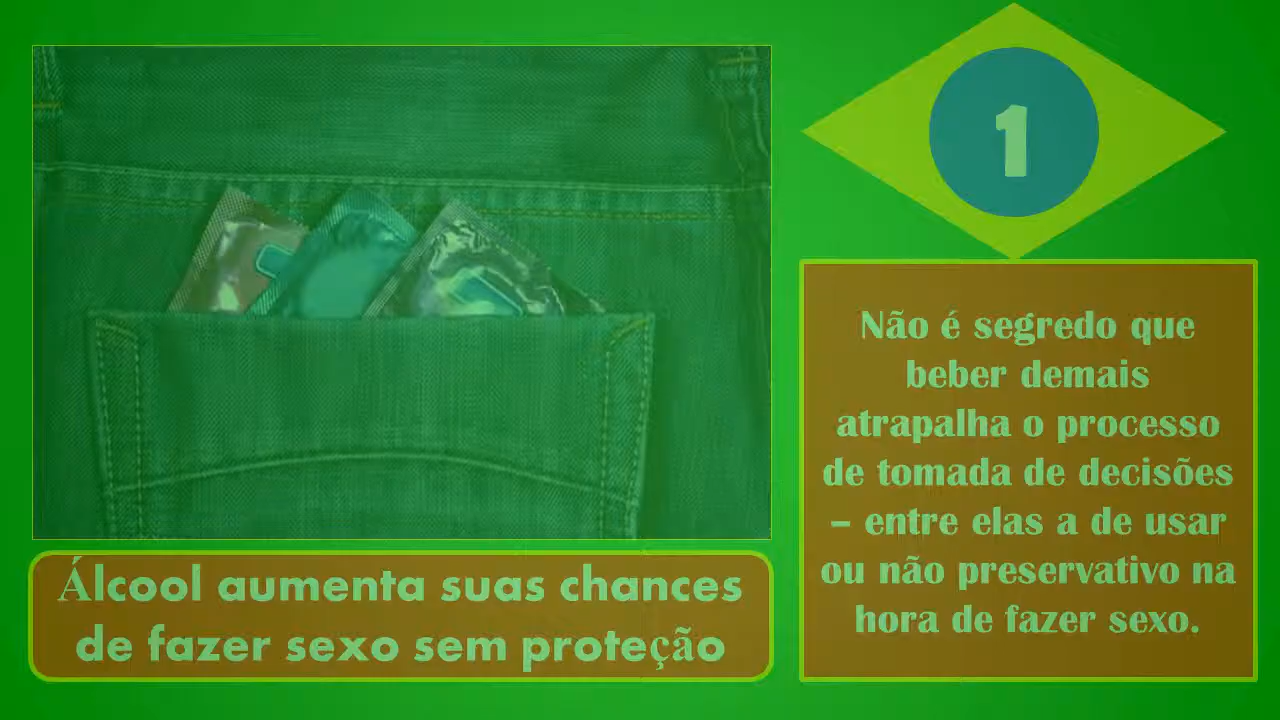 1
Não é segredo que
beber demais
atrapalha o processo
de tomada de decisões
– entre elas a de usar
ou não preservativo na
hora de fazer sexo.
Álcool aumenta suas chances
de fazer sexo sem proteção